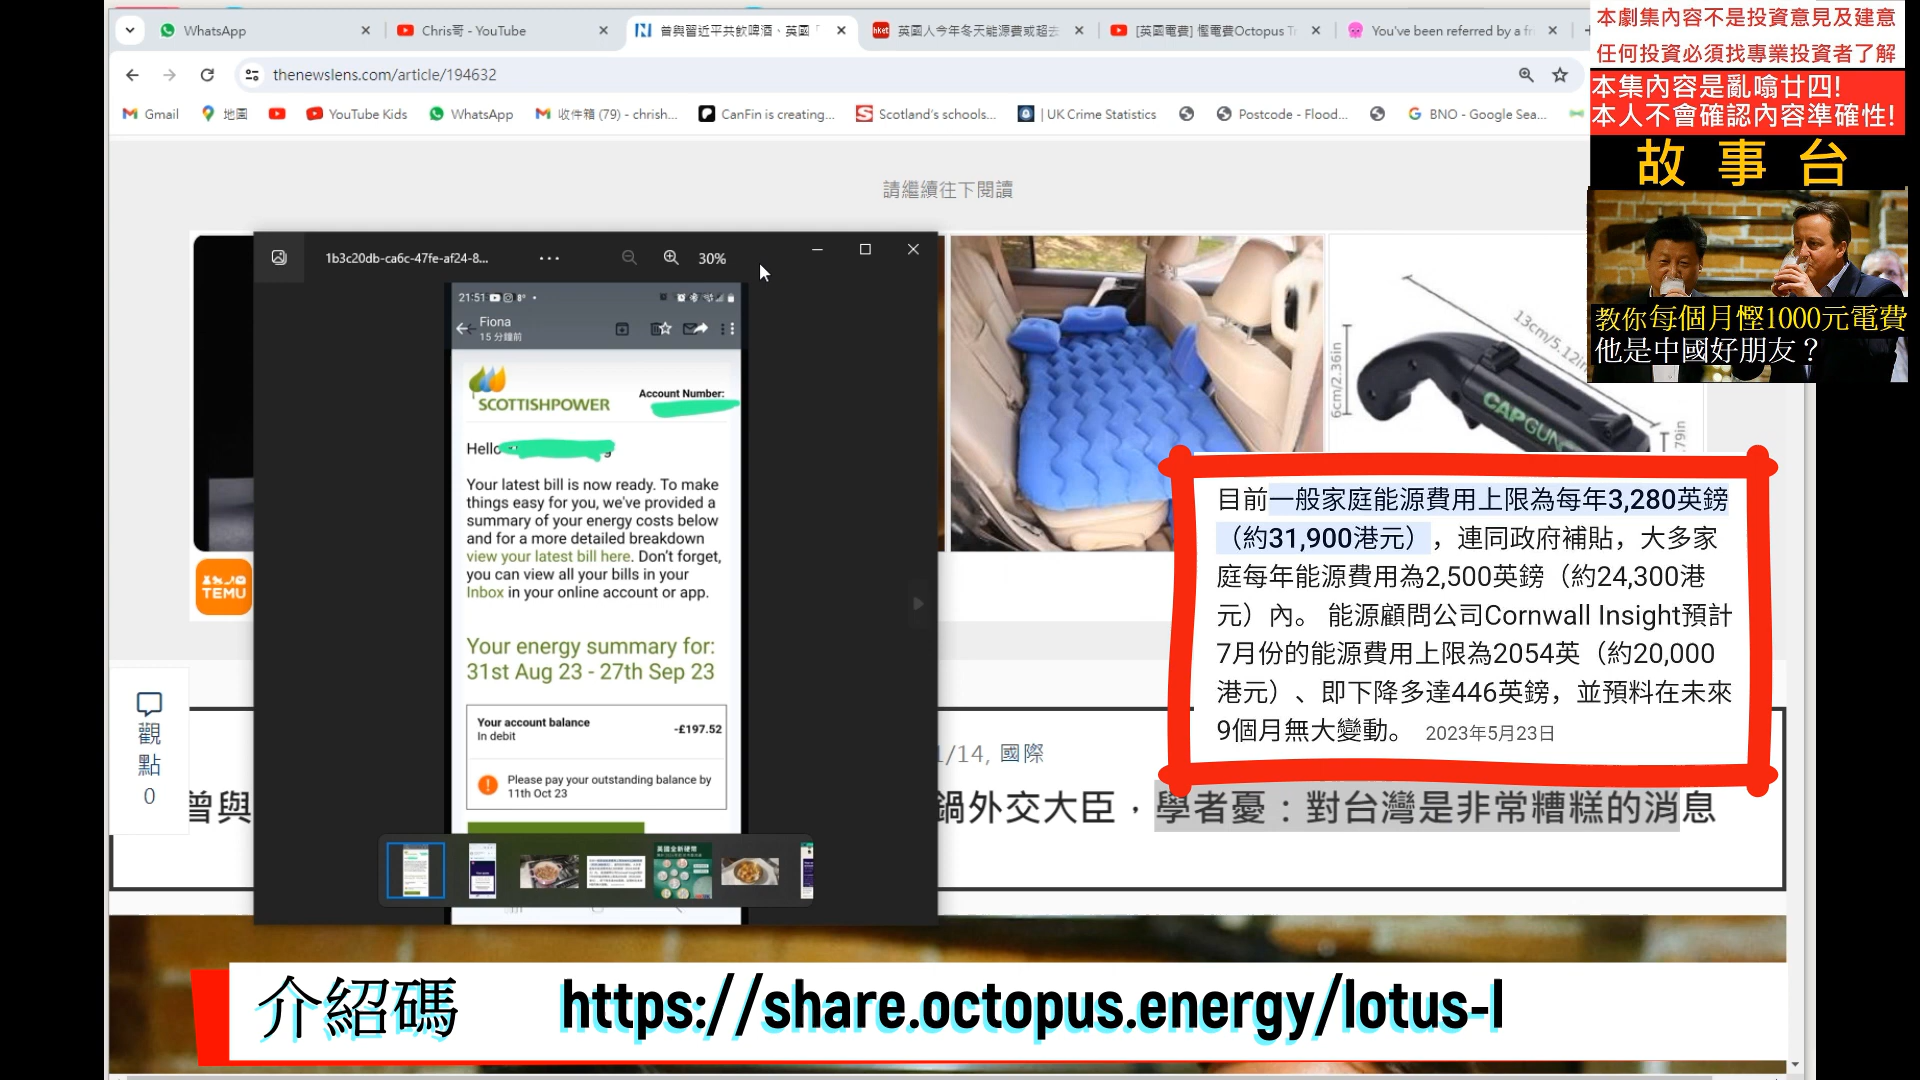 本劇集內容不是投資意見及建意
任何投資必須找專業投資者了解
本集內容是亂噏廿四!
本人不會確認內容準確性!
故事台
教你每個月慳1000元電費
他是中國好朋友？
WhatsApp
Chris哥 - YouTube
曾與習近平共飲啤酒、英國「
hket 英國人今年冬天能源費或超去
[英國電費] 慳電費Octopus Tr
You've been referred by a fr
thenewslens.com/article/194632
Gmail
地圖
YouTube Kids
WhatsApp
收件箱 (79) - chrish...
CanFin is creating...
Scotland's schools...
| UK Crime Statistics
Postcode - Flood...
BNO - Google Sea...
請繼續往下閱讀
1b3c20db-ca6c-47fe-af24-8...
30%
21:51
8°
Fiona
15 分鐘前
SCOTTISHPOWER
Account Number:
Hello
Your latest bill is now ready. To make
things easy for you, we've provided a
summary of your energy costs below
and for a more detailed breakdown
view your latest bill here. Don't forget,
you can view all your bills in your
Inbox in your online account or app.
Your energy summary for:
31st Aug 23 - 27th Sep 23
Your account balance
In debit
-£197.52
Please pay your outstanding balance by
11th Oct 23
TEMU
13cm/5.12in
6cm/2.36in
CAPGUN
目前一般家庭能源費用上限為每年3,280英鎊
（約31,900港元），連同政府補貼，大多家
庭每年能源費用為2,500英鎊（約24,300港
元）內。 能源顧問公司Cornwall Insight預計
7月份的能源費用上限為2054英（約20,000
港元）、即下降多達446英鎊，並預料在未來
9個月無大變動。 2023年5月23日
觀
點
0
1/14, 國際
曾與
鍋外交大臣，學者憂：對台灣是非常糟糕的消息
介紹碼 https://share.octopus.energy/lotus-l